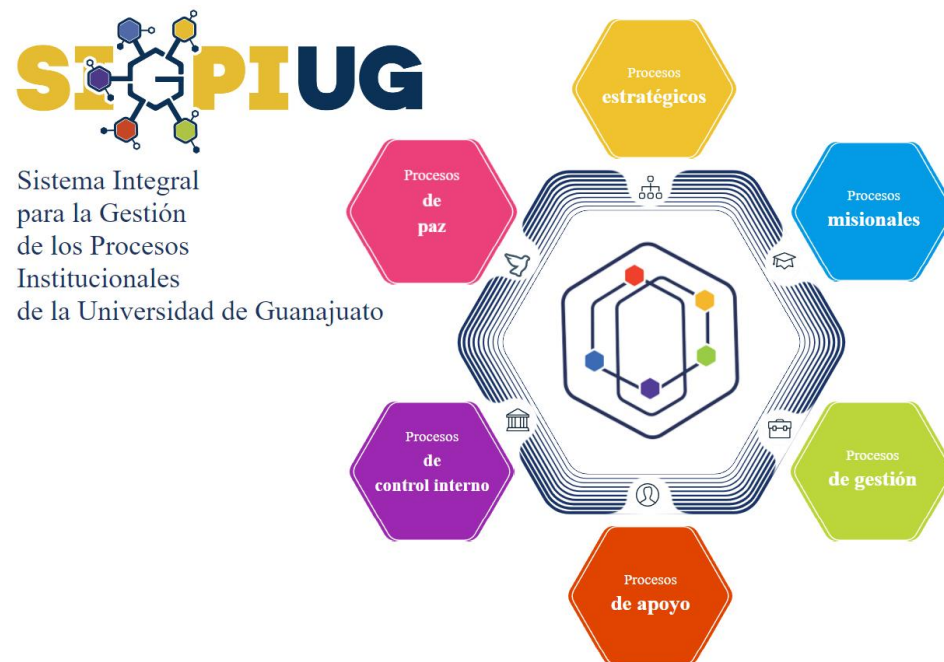 SIGPIUG
Sistema Integral
para la Gestión
de los Procesos
Institucionales
de la Universidad de Guanajuato
Procesos
estratégicos
Procesos
misionales
Procesos
de gestión
Procesos
de apoyo
Procesos
de
control interno
Procesos
de
paz